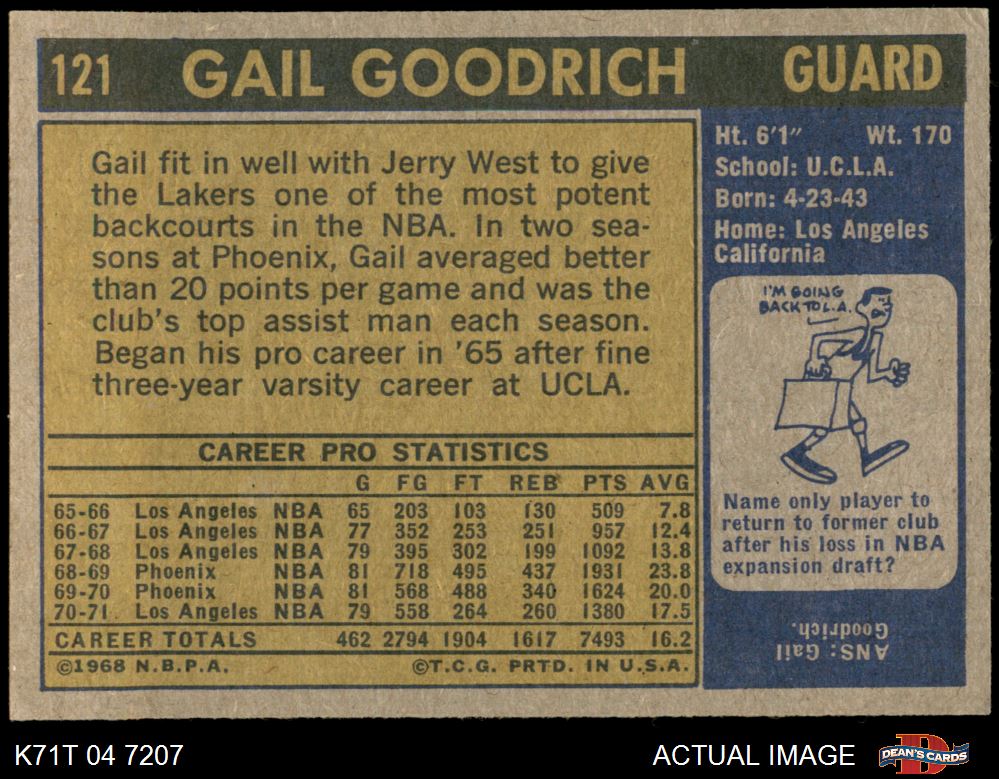 121 GAIL GOODRICH GUARD
Gail fit in well with Jerry West to give
the Lakers one of the most potent
backcourts in the NBA. In two sea-
sons at Phoenix, Gail averaged better
than 20 points per game and was the
club's top assist man each season.
Began his pro career in '65 after fine
three-year varsity career at UCLA.
CAREER PRO STATISTICS
G FG FT REB PTS AVG
65-66 Los Angeles NBA 65 203 103 130 509 7.8
66-67 Los Angeles NBA 77 352 253 251 957 12.4
67-68 Los Angeles NBA 79 395 302 199 1092 13.8
68-69 Phoenix NBA 81 718 495 437 1931 23.8
69-70 Phoenix NBA 81 568 488 340 1624 20.0
70-71 Los Angeles NBA 79 558 264 260 1380 17.5
CAREER TOTALS 462 2794 1904 1617 7493 16.2
©1968 N.B.P.A. ©T.C.G. PRTD. IN U.S.A.
Ht. 6'1" Wt. 170
School: U.C.L.A.
Born: 4-23-43
Home: Los Angeles
California
I'M GOING
BACK TO L.A.
Name only player to
return to former club
after his loss in NBA
expansion draft?
ANS: Gail
Goodrich.
K71T 04 7207 ACTUAL IMAGE DEAN'S CARDS